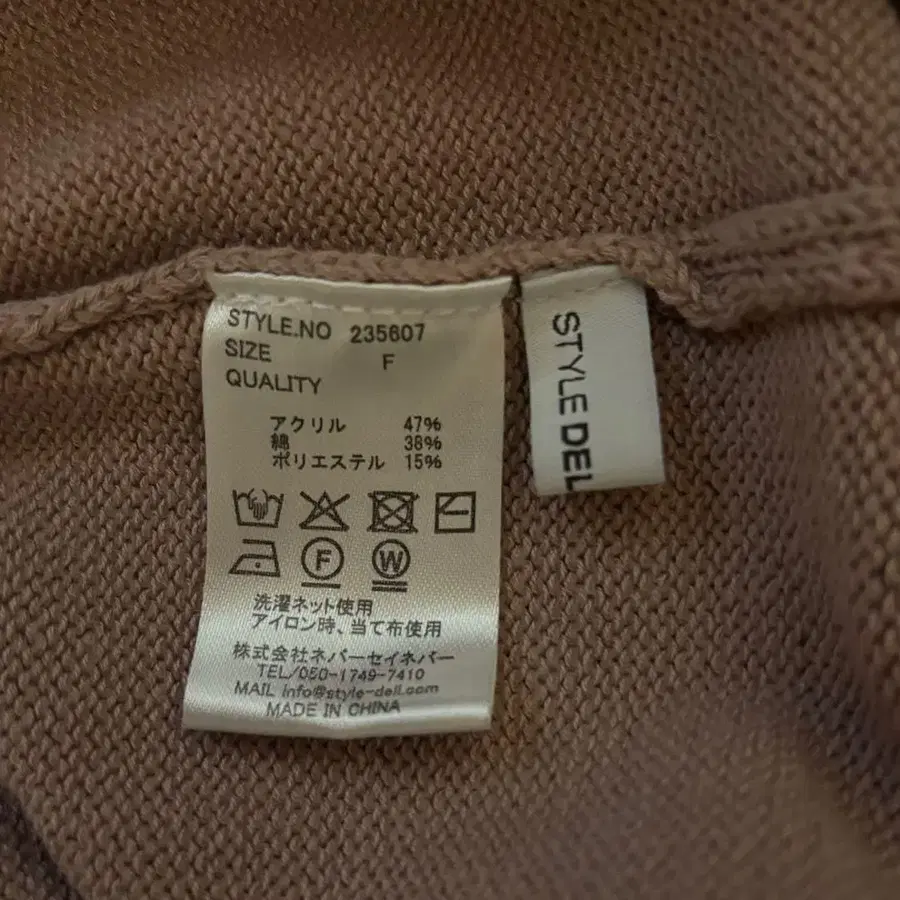 STYLE.NO 235607
SIZE F
QUALITY
アクリル 47%
綿 38%
ポリエステル 15%
F W
洗濯ネット使用
アイロン時、当て布使用
株式会社ネバーセイネバー
TEL/050-1749-7410
MAIL info@style-deli.com
MADE IN CHINA
STYLE DEL